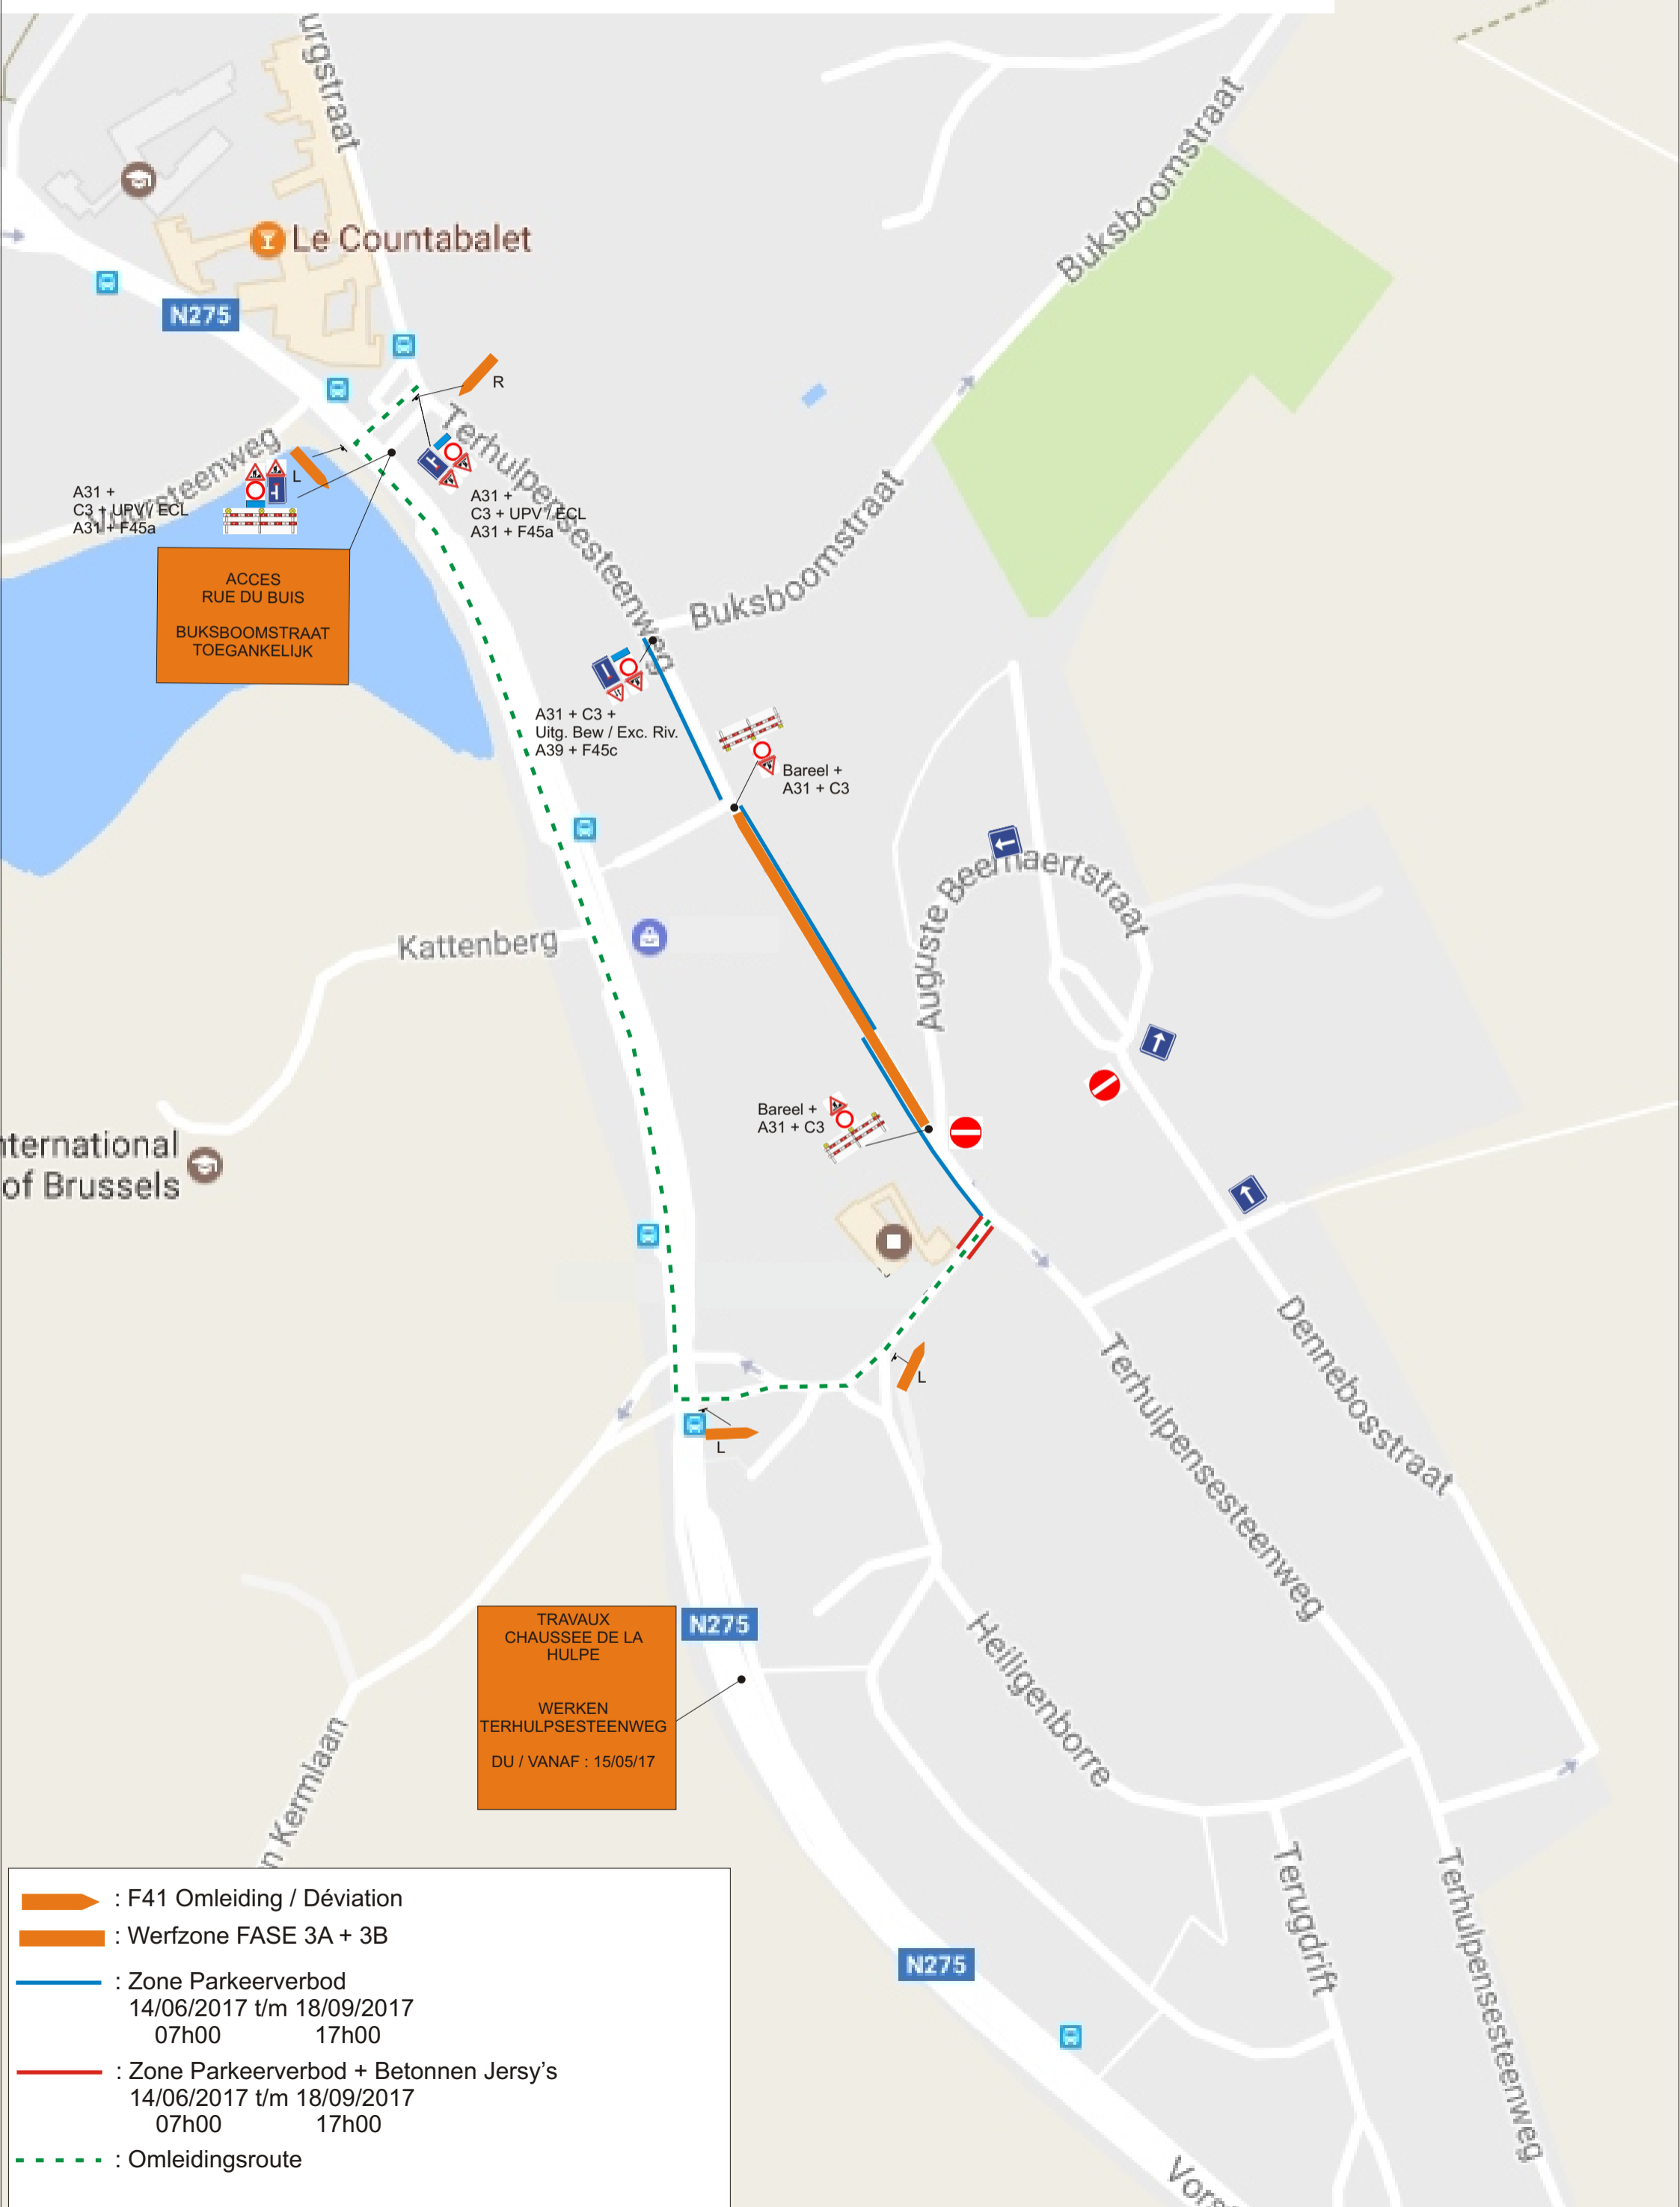 urgstraat
Le Countabalet
N275
R
Terhulpensesteenweg
L
A31 +
C3 + UPV / ECL
A31 + F45a
A31 +
C3 + UPV / ECL
A31 + F45a
ACCES
RUE DU BUIS
BUKSBOOMSTRAAT
TOEGANKELIJK
Buksboomstraat
Buksboomstraat
A31 + C3 +
Uitg. Bew / Exc. Riv.
A39 + F45c
Bareel +
A31 + C3
Auguste Beernaertstraat
Kattenberg
Bareel +
A31 + C3
nternational
of Brussels
L
L
Dennebosstraat
Terhulpensesteenweg
TRAVAUX
CHAUSSEE DE LA
HULPE
WERKEN
TERHULPSESTEENWEG
DU / VANAF : 15/05/17
N275
Heiligenborre
n Kermlaan
Terugdrift
Terhulpensesteenweg
N275
Vors
: F41 Omleiding / Déviation
: Werfzone FASE 3A + 3B
: Zone Parkeerverbod
14/06/2017 t/m 18/09/2017
07h00 17h00
: Zone Parkeerverbod + Betonnen Jersy's
14/06/2017 t/m 18/09/2017
07h00 17h00
: Omleidingsroute